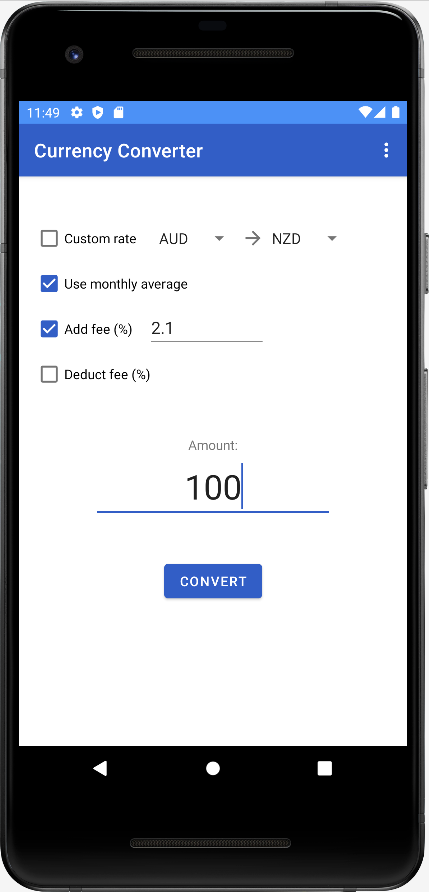 11:49
Currency Converter
Custom rate AUD NZD
Use monthly average
Add fee (%) 2.1
Deduct fee (%)
Amount:
100
CONVERT